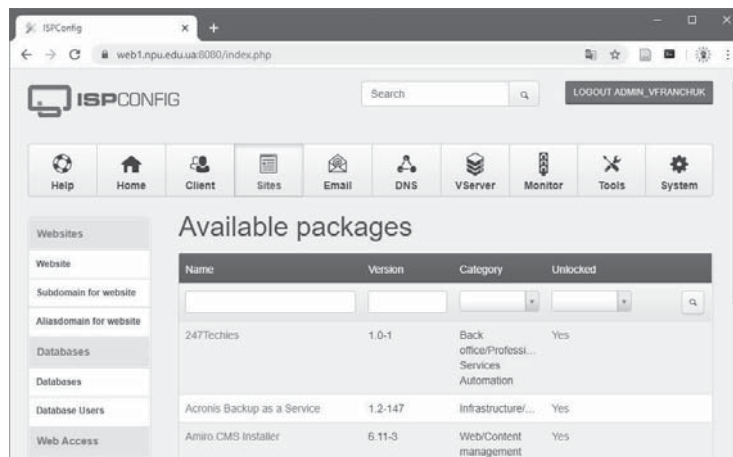 ISPConfig
web1.npu.edu.ua:8080/index.php
ISPCONFIG
Search
LOGOUT ADMIN_VFRANCHUK
Help Home Client Sites Email DNS VServer Monitor Tools System
Websites
Website
Subdomain for website
Aliasdomain for website
Databases
Databases
Database Users
Web Access
Available packages
Name Version Category Unlocked
247Techies 1.0-1 Back office/Professi... Services Automation Yes
Acronis Backup as a Service 1.2-147 Infrastructure/... Yes
Amiro.CMS Installer 6.11-3 Web/Content management Yes